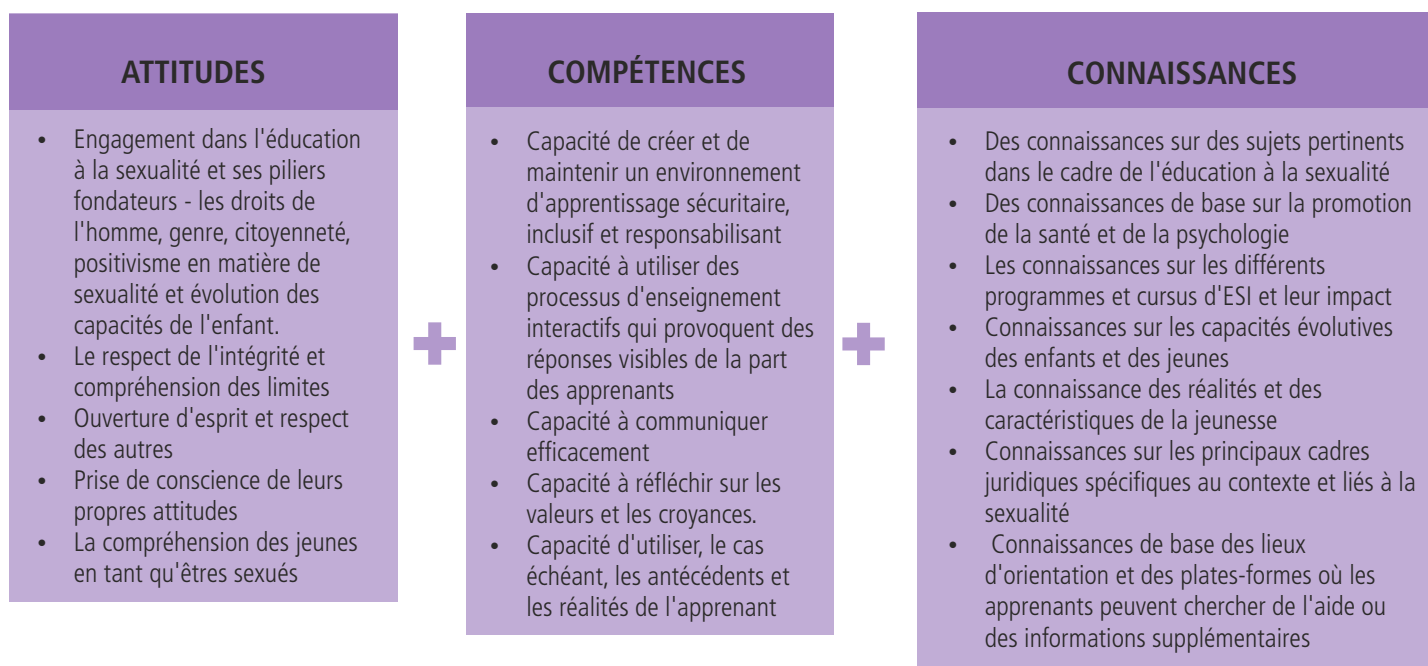 ATTITUDES
• Engagement dans l'éducation
à la sexualité et ses piliers
fondateurs - les droits de
l'homme, genre, citoyenneté,
positivisme en matière de
sexualité et évolution des
capacités de l'enfant.
• Le respect de l'intégrité et
compréhension des limites
• Ouverture d'esprit et respect
des autres
• Prise de conscience de leurs
propres attitudes
• La compréhension des jeunes
en tant qu'êtres sexués
COMPÉTENCES
• Capacité de créer et de
maintenir un environnement
d'apprentissage sécuritaire,
inclusif et responsabilisant
• Capacité à utiliser des
processus d'enseignement
interactifs qui provoquent des
réponses visibles de la part
des apprenants
• Capacité à communiquer
efficacement
• Capacité à réfléchir sur les
valeurs et les croyances.
• Capacité d'utiliser, le cas
échéant, les antécédents et
les réalités de l'apprenant
CONNAISSANCES
• Des connaissances sur des sujets pertinents
dans le cadre de l'éducation à la sexualité
• Des connaissances de base sur la promotion
de la santé et de la psychologie
• Les connaissances sur les différents
programmes et cursus d'ESI et leur impact
• Connaissances sur les capacités évolutives
des enfants et des jeunes
• La connaissance des réalités et des
caractéristiques de la jeunesse
• Connaissances sur les principaux cadres
juridiques spécifiques au contexte et liés à la
sexualité
• Connaissances de base des lieux
d'orientation et des plates-formes où les
apprenants peuvent chercher de l'aide ou
des informations supplémentaires